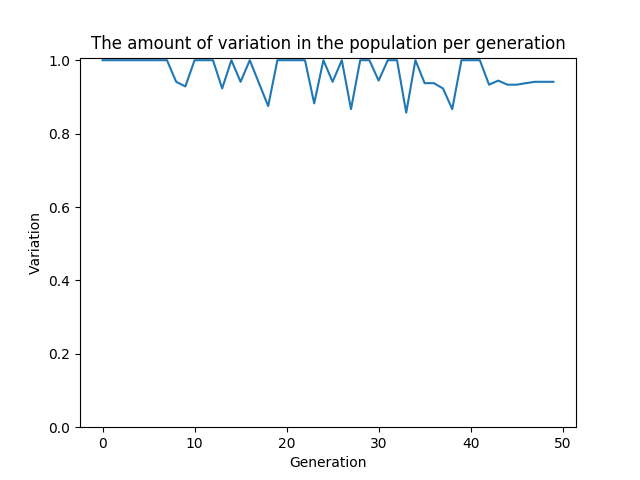 The amount of variation in the population per generation
1.0
0.8
0.6
0.4
0.2
0.0
Variation
0 10 20 30 40 50
Generation